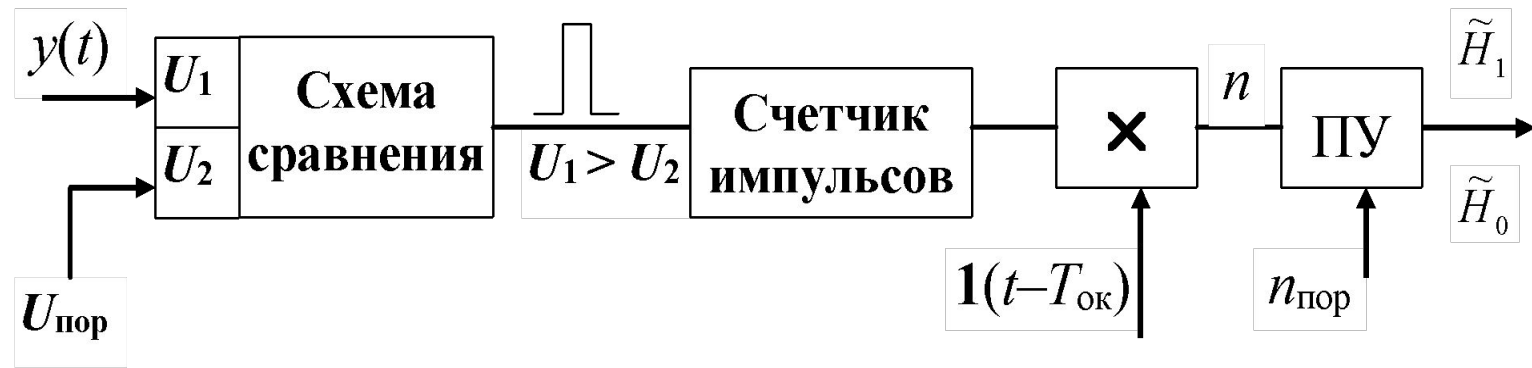 y(t)
U1
U2
Uпор
Схема
сравнения
U1 > U2
Счетчик
импульсов
×
1(t–Tок)
n
ПУ
nпор
H̃1
H̃0